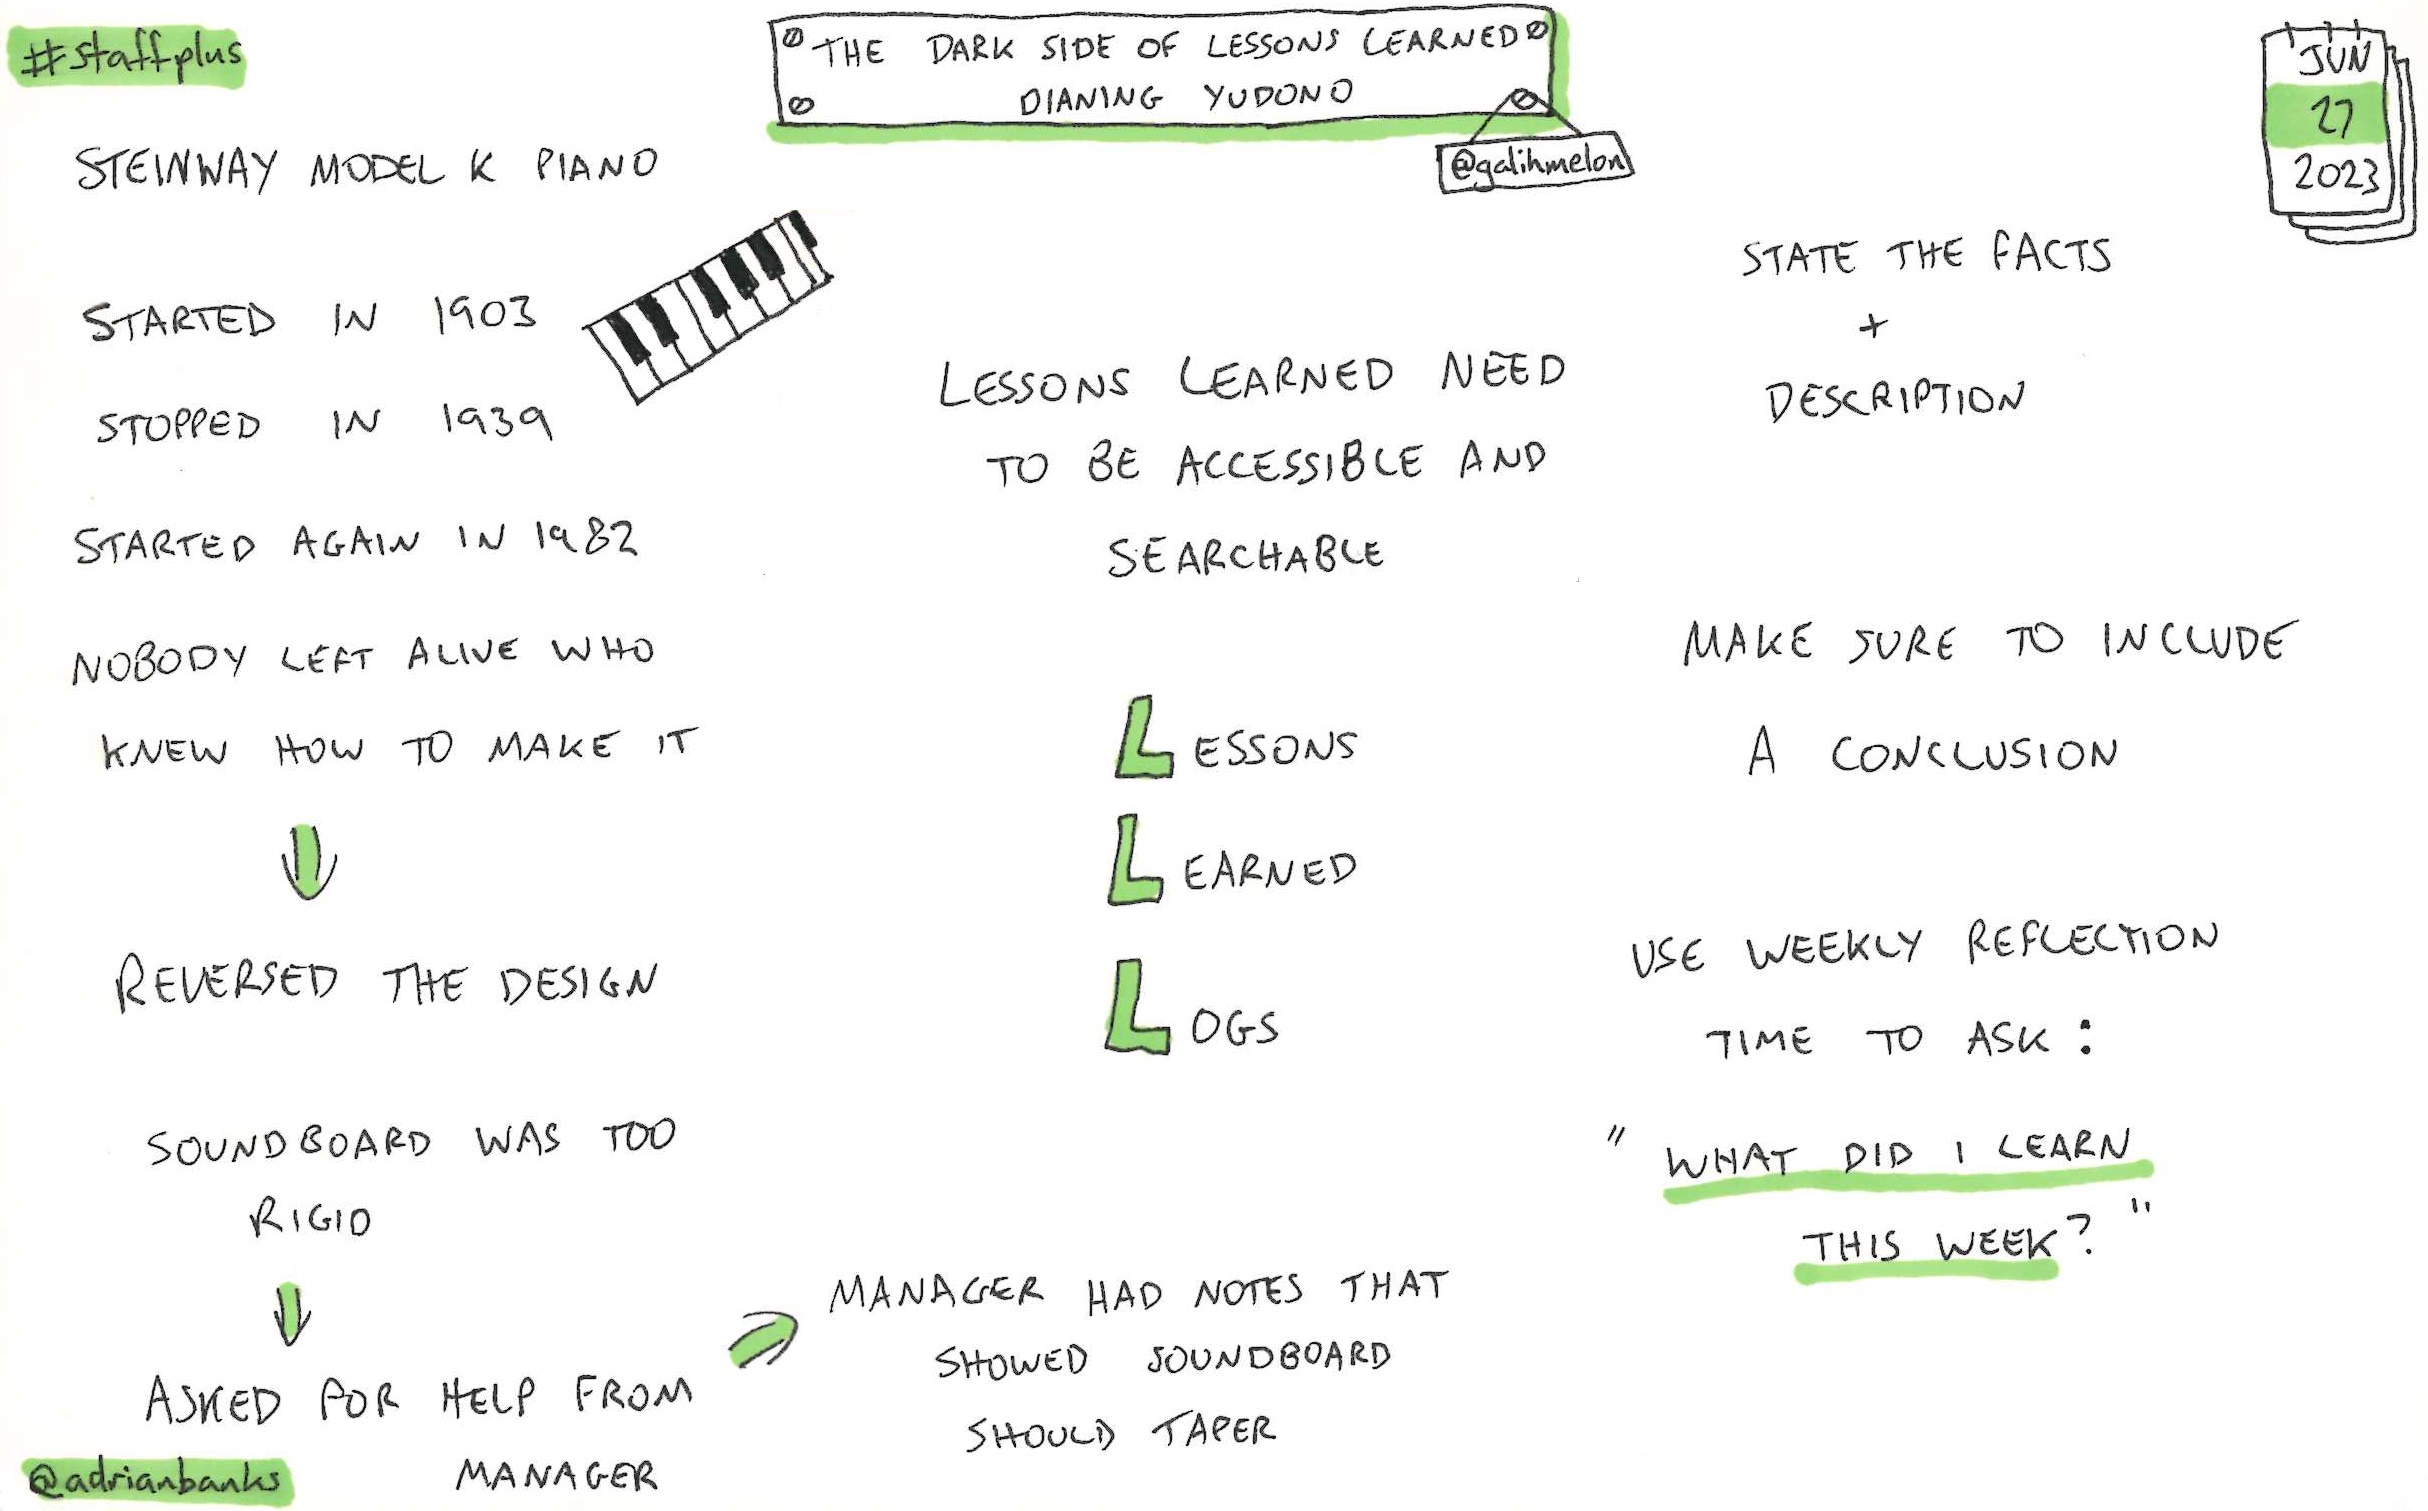 #staffplus
THE DARK SIDE OF LESSONS LEARNED
DIANING YUDONO
@galihmelon
JUN
27
2023
STEINWAY MODEL K PIANO
STARTED IN 1903
STOPPED IN 1939
STARTED AGAIN IN 1982
NOBODY LEFT ALIVE WHO
KNEW HOW TO MAKE IT
REVERSED THE DESIGN
SOUNDBOARD WAS TOO
RIGID
ASKED FOR HELP FROM
MANAGER
MANAGER HAD NOTES THAT
SHOWED SOUNDBOARD
SHOULD TAPER
LESSONS LEARNED NEED
TO BE ACCESSIBLE AND
SEARCHABLE
LESSONS
LEARNED
LOGS
STATE THE FACTS
+
DESCRIPTION
MAKE SURE TO INCLUDE
A CONCLUSION
USE WEEKLY REFLECTION
TIME TO ASK:
"WHAT DID I LEARN
THIS WEEK?"
@adrianbanks